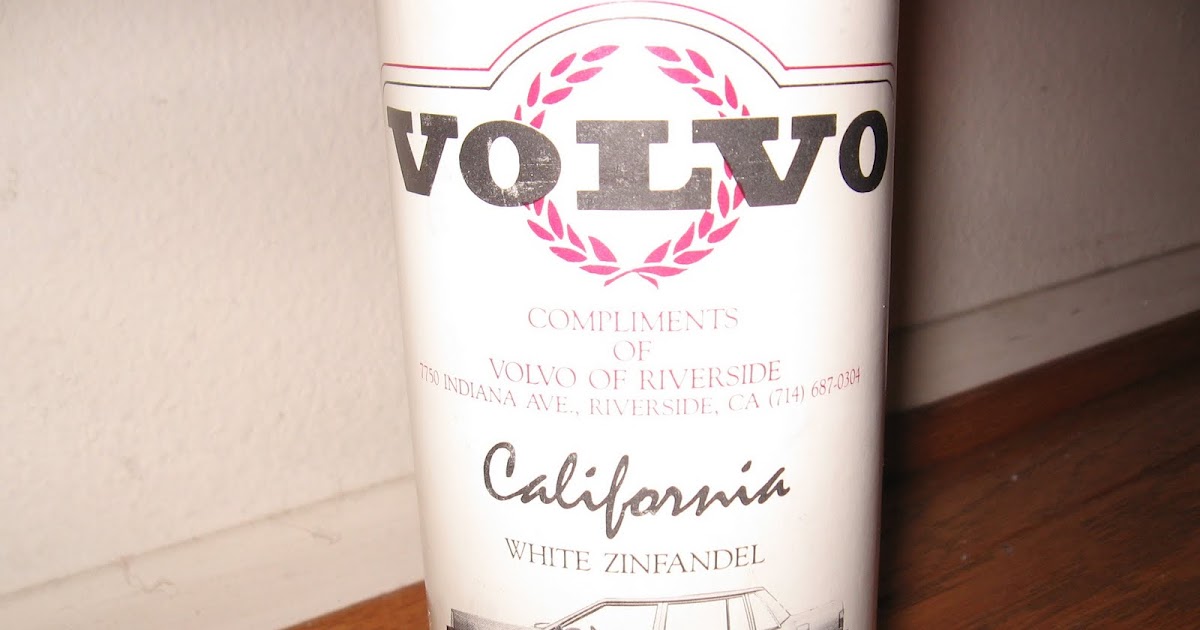 VOLVO
COMPLIMENTS
OF
VOLVO OF RIVERSIDE
7750 INDIANA AVE., RIVERSIDE, CA (714) 687-0304
California
WHITE ZINFANDEL